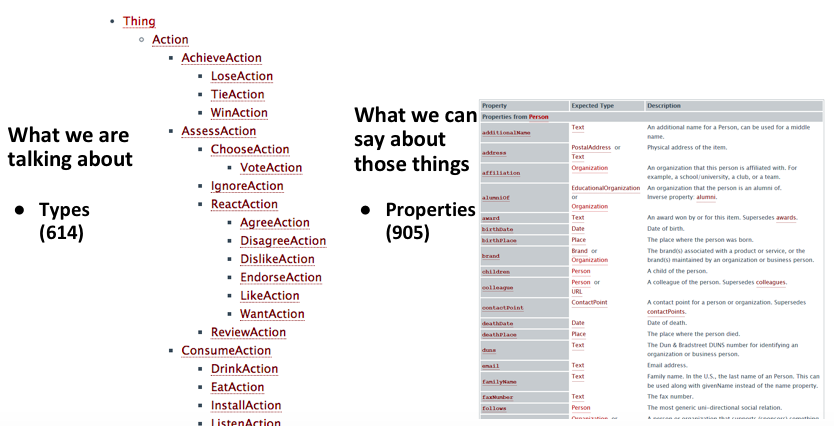 Thing
Action
AchieveAction
LoseAction
TieAction
WinAction
AssessAction
ChooseAction
VoteAction
IgnoreAction
ReactAction
AgreeAction
DisagreeAction
DislikeAction
EndorseAction
LikeAction
WantAction
ReviewAction
ConsumeAction
DrinkAction
EatAction
InstallAction
ListenAction
What we are
talking about
● Types
(614)
What we can
say about
those things
● Properties
(905)
Property Expected Type Description
Properties from Person
additionalName Text An additional name for a Person, can be used for a middle
name.
address PostalAddress or Physical address of the item.
Text
affiliation Organization An organization that this person is affiliated with. For
example, a school/university, a club, or a team.
alumniOf EducationalOrganization An organization that the person is an alumni of.
or Inverse property: alumni.
Organization
award Text An award won by or for this item. Supersedes awards.
birthDate Date Date of birth.
birthPlace Place The place where the person was born.
brand Brand or The brand(s) associated with a product or service, or the
Organization brand(s) maintained by an organization or business person.
children Person A child of the person.
colleague Person or A colleague of the person. Supersedes colleagues.
URL
contactPoint ContactPoint A contact point for a person or organization. Supersedes
contactPoints.
deathDate Date Date of death.
deathPlace Place The place where the person died.
duns Text The Dun & Bradstreet DUNS number for identifying an
organization or business person.
email Text Email address.
familyName Text Family name. In the U.S., the last name of an Person. This can
be used along with givenName instead of the name property.
faxNumber Text The fax number.
follows Person The most generic uni-directional social relation.
Organization or A person or organization that supports (sponsors) something